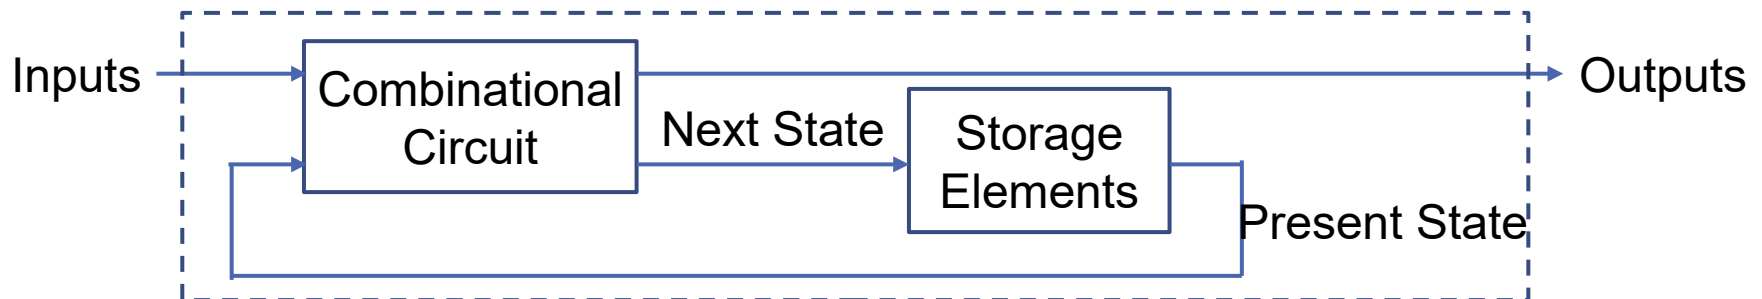 Inputs
Combinational
Circuit
Next State
Storage
Elements
Present State
Outputs